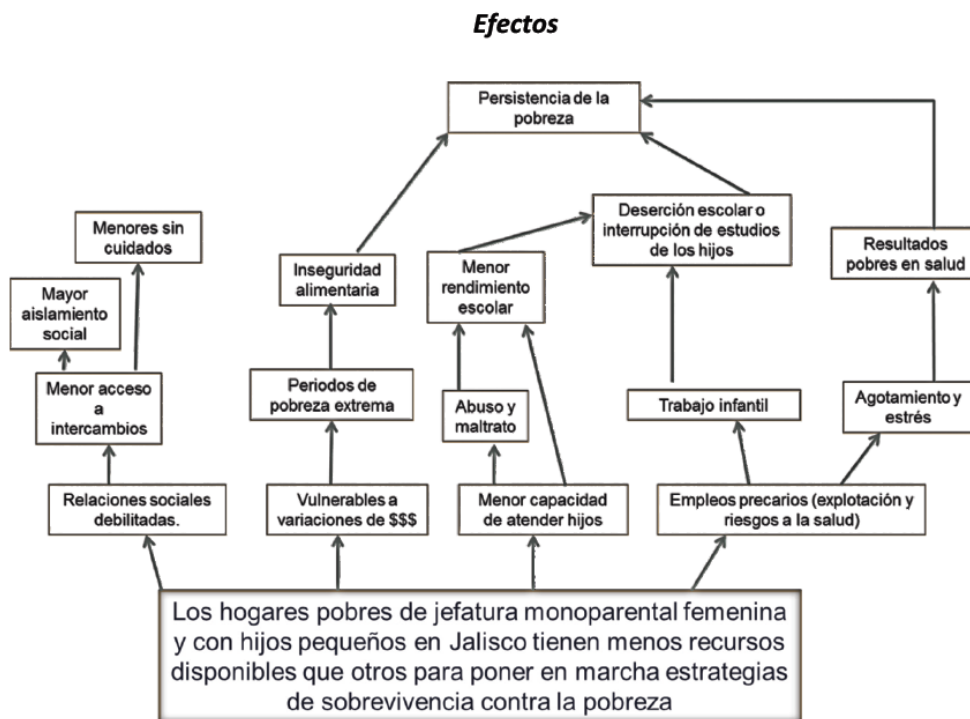 Efectos
Persistencia de la
pobreza
Menores sin
cuidados
Deserción escolar o
interrupción de estudios
de los hijos
Inseguridad
alimentaria
Menor
rendimiento
escolar
Resultados
pobres en salud
Mayor
aislamiento
social
Menor acceso
a
intercambios
Periodos de
pobreza extrema
Abuso y
maltrato
Trabajo infantil
Agotamiento y
estrés
Relaciones sociales
debilitadas.
Vulnerables a
variaciones de $$$
Menor capacidad
de atender hijos
Empleos precarios (explotación y
riesgos a la salud)
Los hogares pobres de jefatura monoparental femenina
y con hijos pequeños en Jalisco tienen menos recursos
disponibles que otros para poner en marcha estrategias
de sobrevivencia contra la pobreza